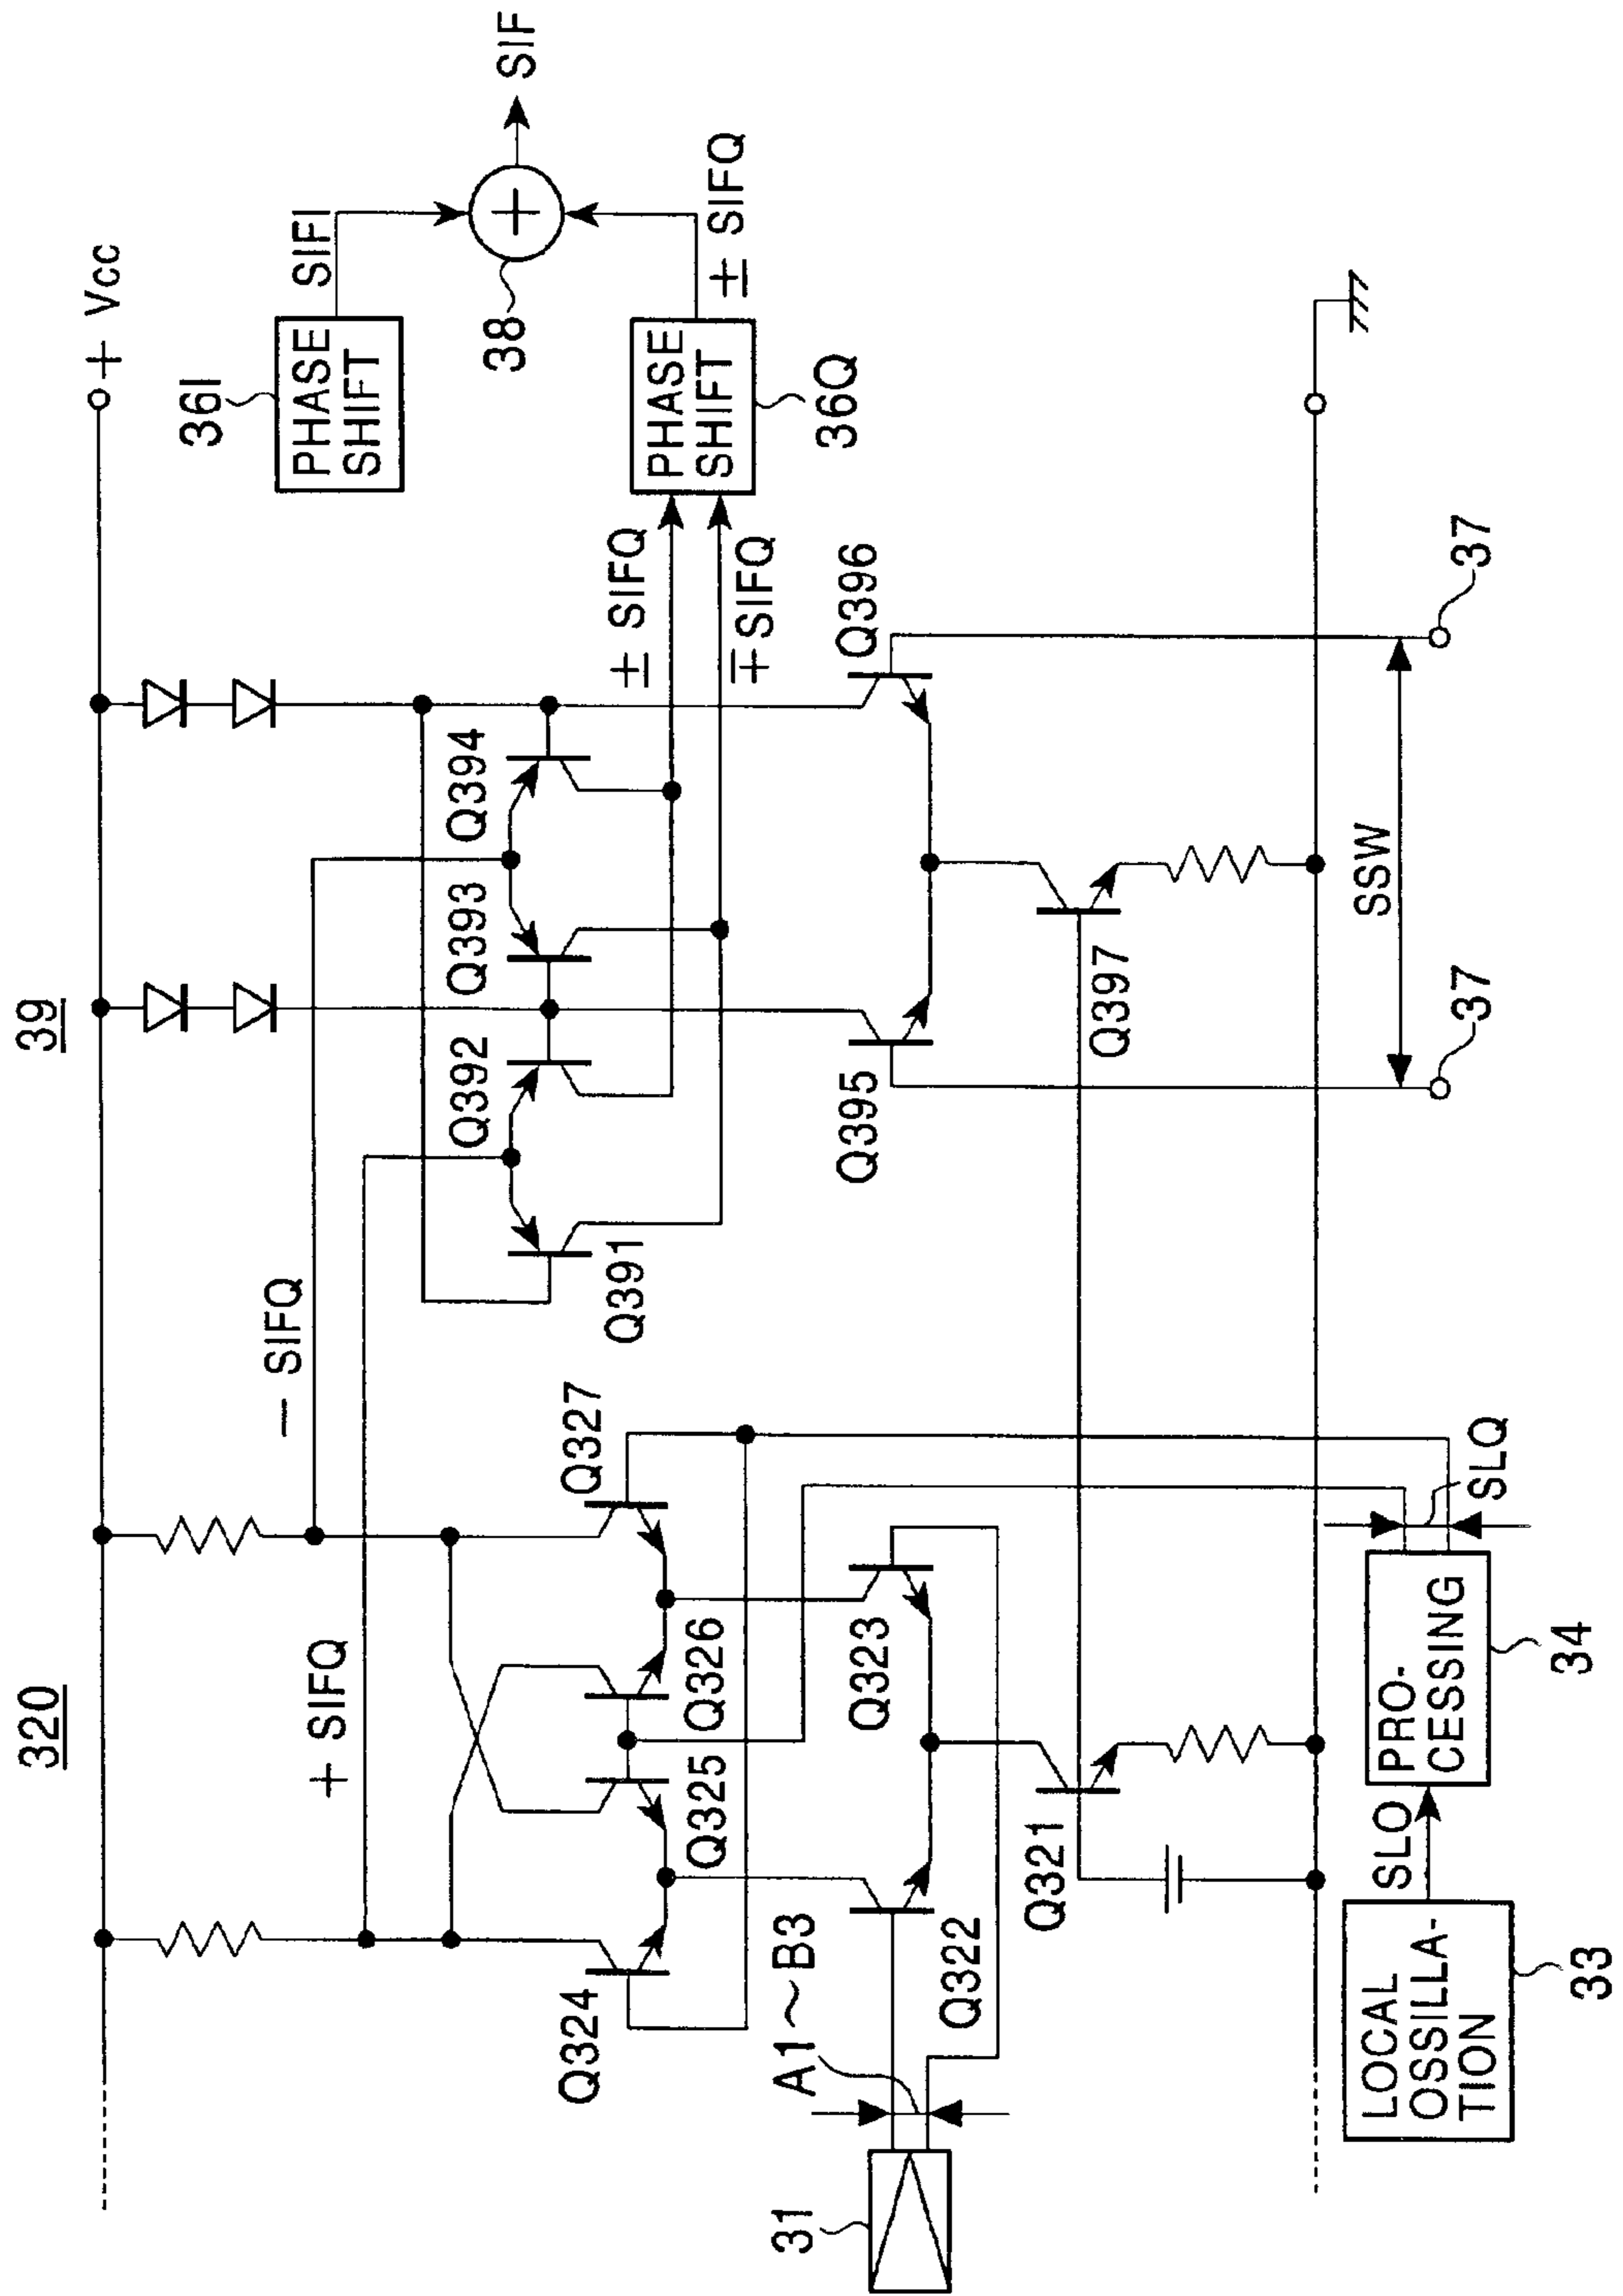 320
39
+ Vcc
+ SIFQ
− SIFQ
36I
PHASE
SHIFT
SIFI
SIF
38
± SIFQ
PHASE
SHIFT
36Q
± SIFQ
∓SIFQ
Q324
Q325
Q326
Q327
Q391
Q392
Q393
Q394
31
A1~B3
Q322
Q323
Q395
Q396
Q321
Q397
SSW
37
37
LOCAL
OSSILLA-
TION
33
SLO
PRO-
CESSING
34
SLQ